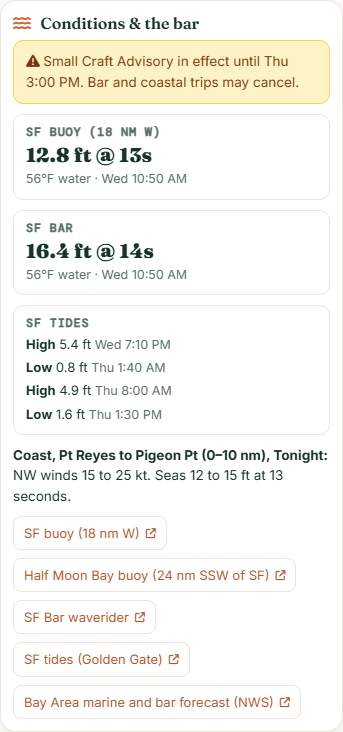 Conditions & the bar
Small Craft Advisory in effect until Thu
3:00 PM. Bar and coastal trips may cancel.
SF BUOY (18 NM W)
12.8 ft @ 13s
56°F water · Wed 10:50 AM
SF BAR
16.4 ft @ 14s
56°F water · Wed 10:50 AM
SF TIDES
High 5.4 ft Wed 7:10 PM
Low 0.8 ft Thu 1:40 AM
High 4.9 ft Thu 8:00 AM
Low 1.6 ft Thu 1:30 PM
Coast, Pt Reyes to Pigeon Pt (0–10 nm), Tonight:
NW winds 15 to 25 kt. Seas 12 to 15 ft at 13
seconds.
SF buoy (18 nm W)
Half Moon Bay buoy (24 nm SSW of SF)
SF Bar waverider
SF tides (Golden Gate)
Bay Area marine and bar forecast (NWS)